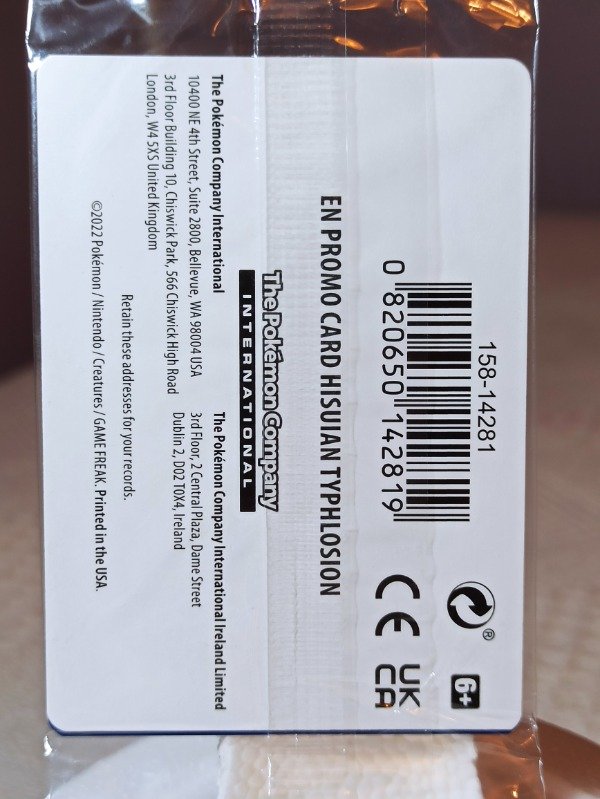 158-14281
0 820650 142819
6+
®
CE
UK
CA
EN PROMO CARD HISUIAN TYPHLOSION
The Pokémon Company
INTERNATIONAL
The Pokémon Company International
10400 NE 4th Street, Suite 2800, Bellevue, WA 98004 USA
3rd Floor Building 10, Chiswick Park, 566 Chiswick High Road
London, W4 5XS United Kingdom
The Pokémon Company International Ireland Limited
3rd Floor, 2 Central Plaza, Dame Street
Dublin 2, D02 T0X4, Ireland
Retain these addresses for your records.
©2022 Pokémon / Nintendo / Creatures / GAME FREAK. Printed in the USA.